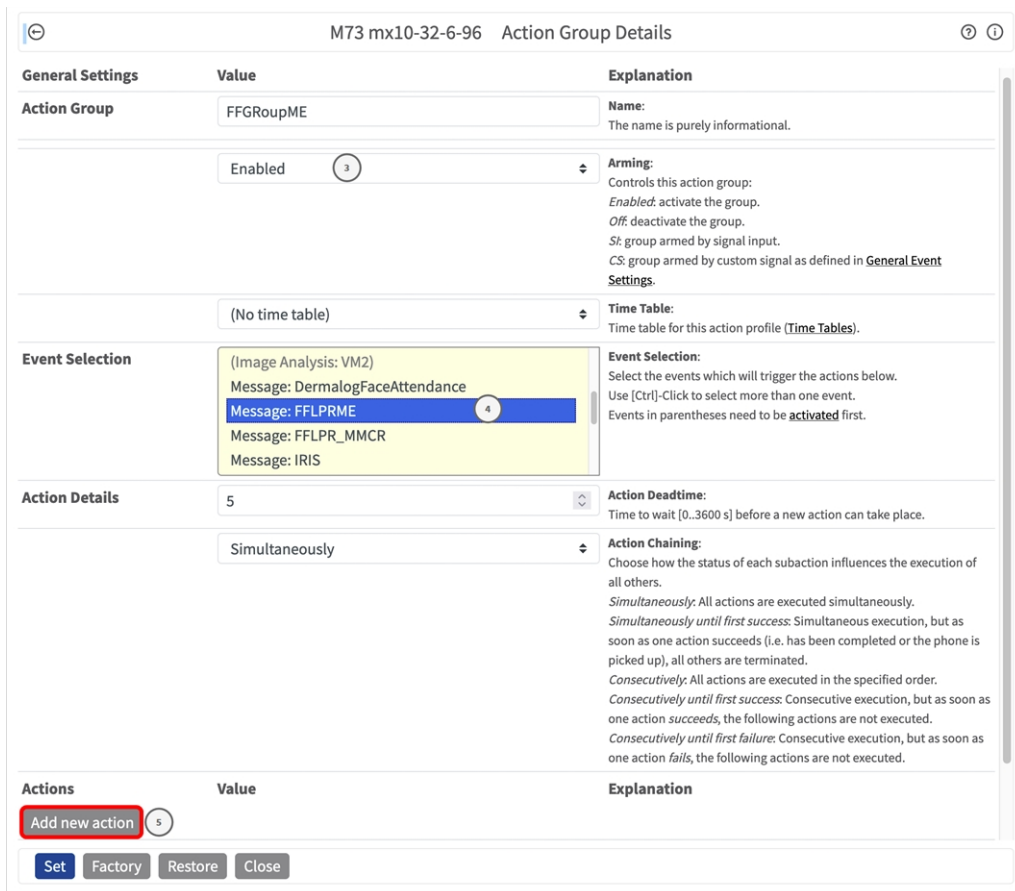 M73 mx10-32-6-96 Action Group Details
General Settings Value Explanation
Action Group FFGRoupME Name:
The name is purely informational.
Enabled 3 Arming:
Controls this action group:
Enabled: activate the group.
Off: deactivate the group.
SI: group armed by signal input.
CS: group armed by custom signal as defined in General Event
Settings.
(No time table) Time Table:
Time table for this action profile (Time Tables).
Event Selection (Image Analysis: VM2) Event Selection:
Select the events which will trigger the actions below.
Message: DermalogFaceAttendance
Use [Ctrl]-Click to select more than one event.
Message: FFLPRME 4
Events in parentheses need to be activated first.
Message: FFLPR_MMCR
Message: IRIS
Action Details 5 Action Deadtime:
Time to wait [0..3600 s] before a new action can take place.
Simultaneously Action Chaining:
Choose how the status of each subaction influences the execution of
all others.
Simultaneously: All actions are executed simultaneously.
Simultaneously until first success: Simultaneous execution, but as
soon as one action succeeds (i.e. has been completed or the phone is
picked up), all others are terminated.
Consecutively: All actions are executed in the specified order.
Consecutively until first success: Consecutive execution, but as soon as
one action succeeds, the following actions are not executed.
Consecutively until first failure: Consecutive execution, but as soon as
one action fails, the following actions are not executed.
Actions Value Explanation
Add new action 5
Set Factory Restore Close